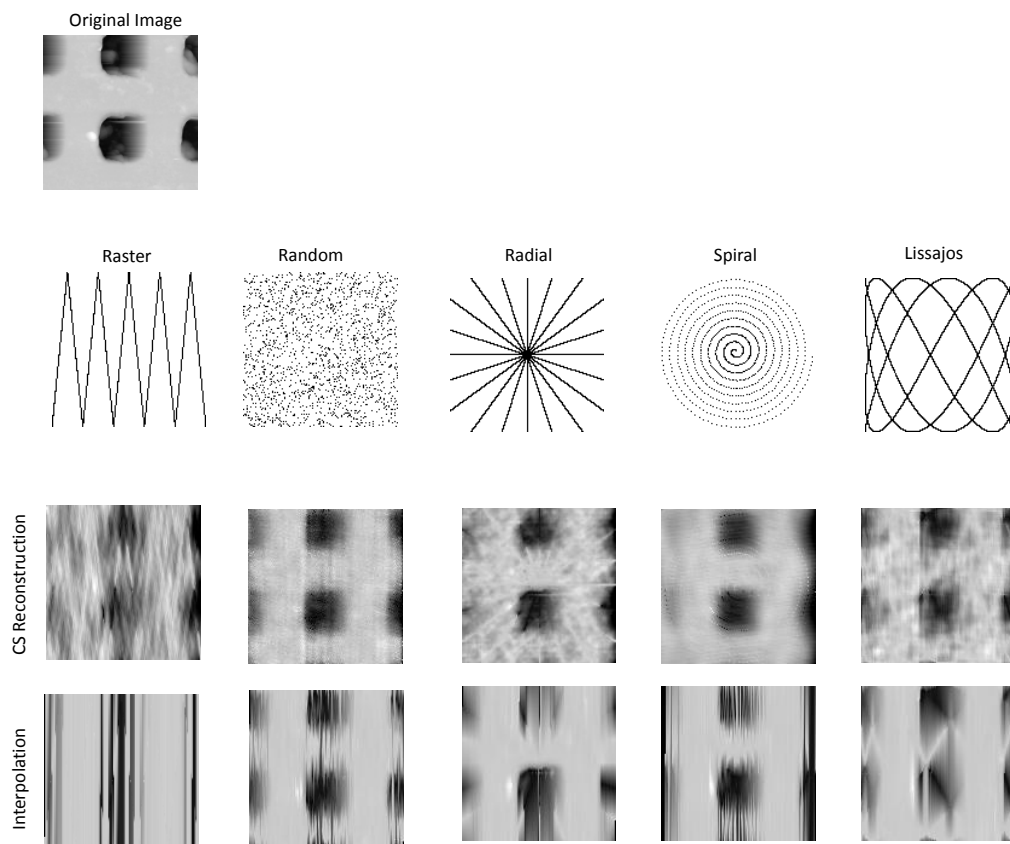 Original Image
Raster
Random
Radial
Spiral
Lissajos
CS Reconstruction
Interpolation